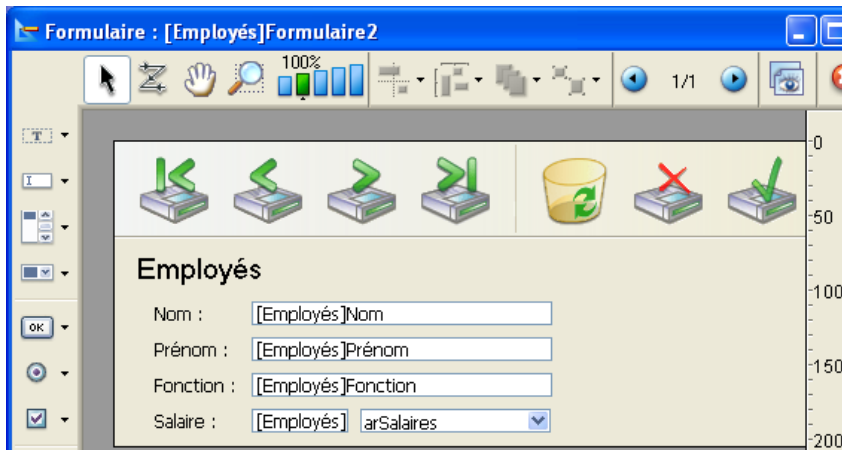 Formulaire : [Employés]Formulaire2
100%
1/1
T
I
OK
0
50
100
150
200
Employés
Nom : [Employés]Nom
Prénom : [Employés]Prénom
Fonction : [Employés]Fonction
Salaire : [Employés] arSalaires